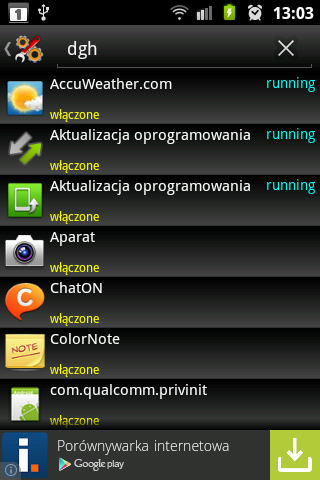 1
13:03
dgh
AccuWeather.com
running
włączone
Aktualizacja oprogramowania
włączone
Aktualizacja oprogramowania
running
włączone
Aparat
włączone
C
ChatON
włączone
NOTE
ColorNote
włączone
com.qualcomm.privinit
włączone
i.
Porównywarka internetowa
Google play